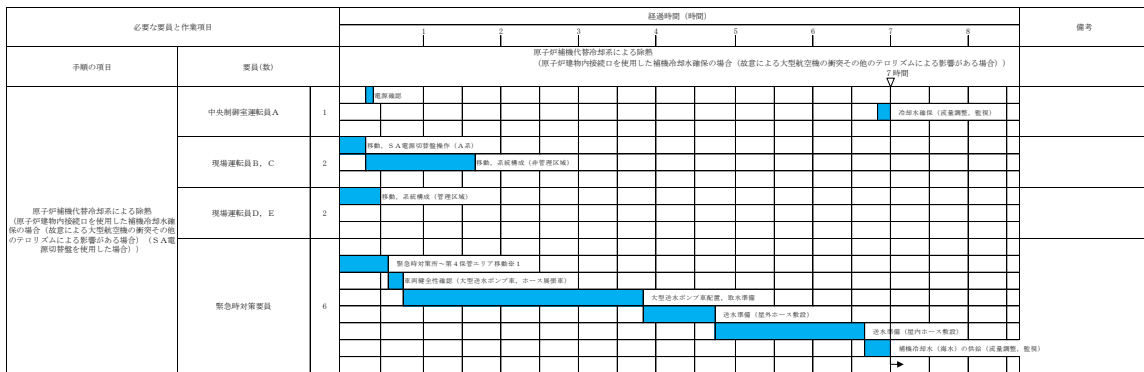 必要な要員と作業項目
経過時間（時間）
備考
1 2 3 4 5 6 7 8
手順の項目
要員(数)
原子炉補機代替冷却系による除熱
（原子炉建物内接続口を使用した補機冷却水確保の場合（故意による大型航空機の衝突その他のテロリズムによる影響がある場合））
7時間
▽
原子炉補機代替冷却系による除熱
（原子炉建物内接続口を使用した補機冷却水確
保の場合（故意による大型航空機の衝突その他
のテロリズムによる影響がある場合）（ＳＡ電
源切替盤を使用した場合））
中央制御室運転員Ａ
1
電源確認
冷却水確保（流量調整，監視）
現場運転員Ｂ，Ｃ
2
移動，ＳＡ電源切替盤操作（Ａ系）
移動，系統構成（非管理区域）
現場運転員Ｄ，Ｅ
2
移動，系統構成（管理区域）
緊急時対策要員
6
緊急時対策所～第４保管エリア移動※１
車両健全性確認（大型送水ポンプ車，ホース展張車）
大型送水ポンプ車配置，取水準備
送水準備（屋外ホース敷設）
送水準備（屋内ホース敷設）
補機冷却水（海水）の供給（流量調整，監視）